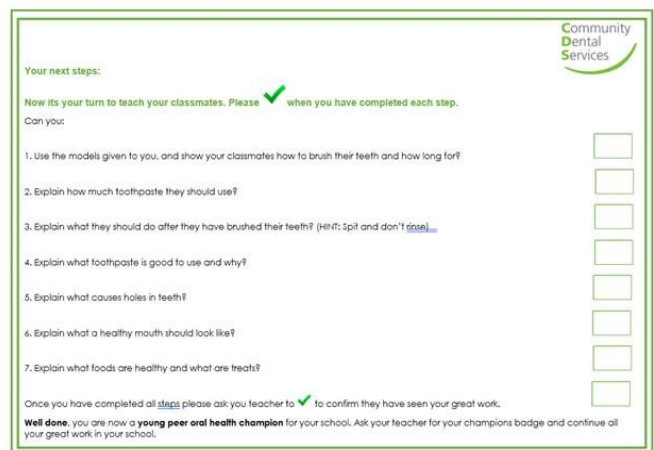 Community
Dental
Services
Your next steps:
Now its your turn to teach your classmates. Please ✔ when you have completed each step.
Can you:
1. Use the models given to you, and show your classmates how to brush their teeth and how long for?
2. Explain how much toothpaste they should use?
3. Explain what they should do after they have brushed their teeth? (HINT: Spit and don't rinse)
4. Explain what toothpaste is good to use and why?
5. Explain what causes holes in teeth?
6. Explain what a healthy mouth should look like?
7. Explain what foods are healthy and what are treats?
Once you have completed all steps please ask you teacher to ✔ to confirm they have seen your great work.
Well done, you are now a young peer oral health champion for your school. Ask your teacher for your champions badge and continue all
your great work in your school.